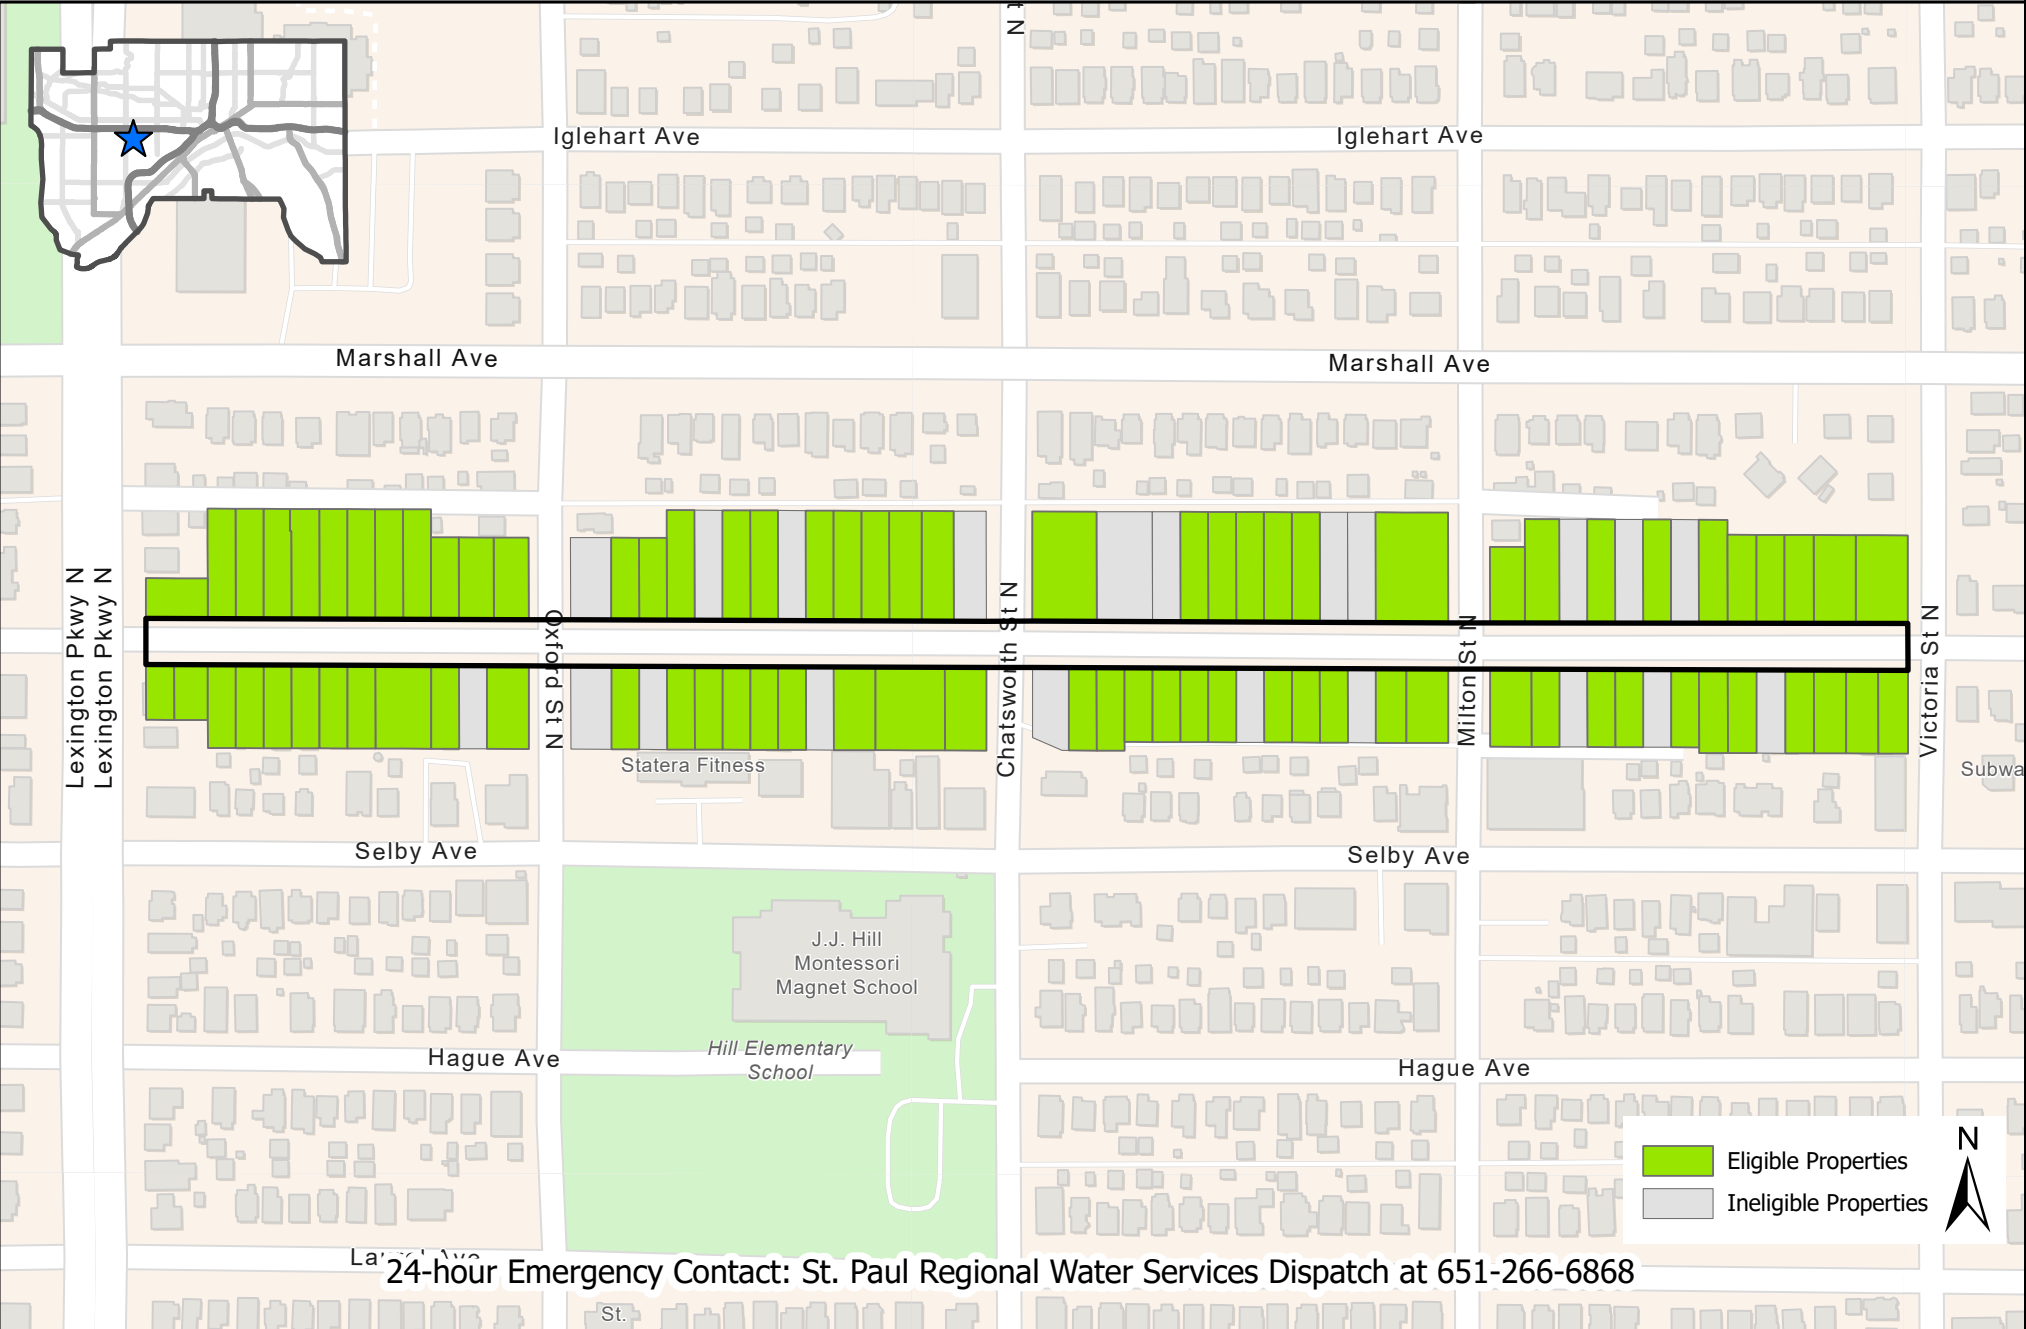 t N
Iglehart Ave
Iglehart Ave
Marshall Ave
Marshall Ave
Lexington Pkwy N
Lexington Pkwy N
Oxford St N
Chatsworth St N
Milton St N
Victoria St N
Statera Fitness
Subwa
Selby Ave
Selby Ave
J.J. Hill
Montessori
Magnet School
Hill Elementary
School
Hague Ave
Hague Ave
N
Eligible Properties
Ineligible Properties
Laurel Ave
24-hour Emergency Contact: St. Paul Regional Water Services Dispatch at 651-266-6868
St.